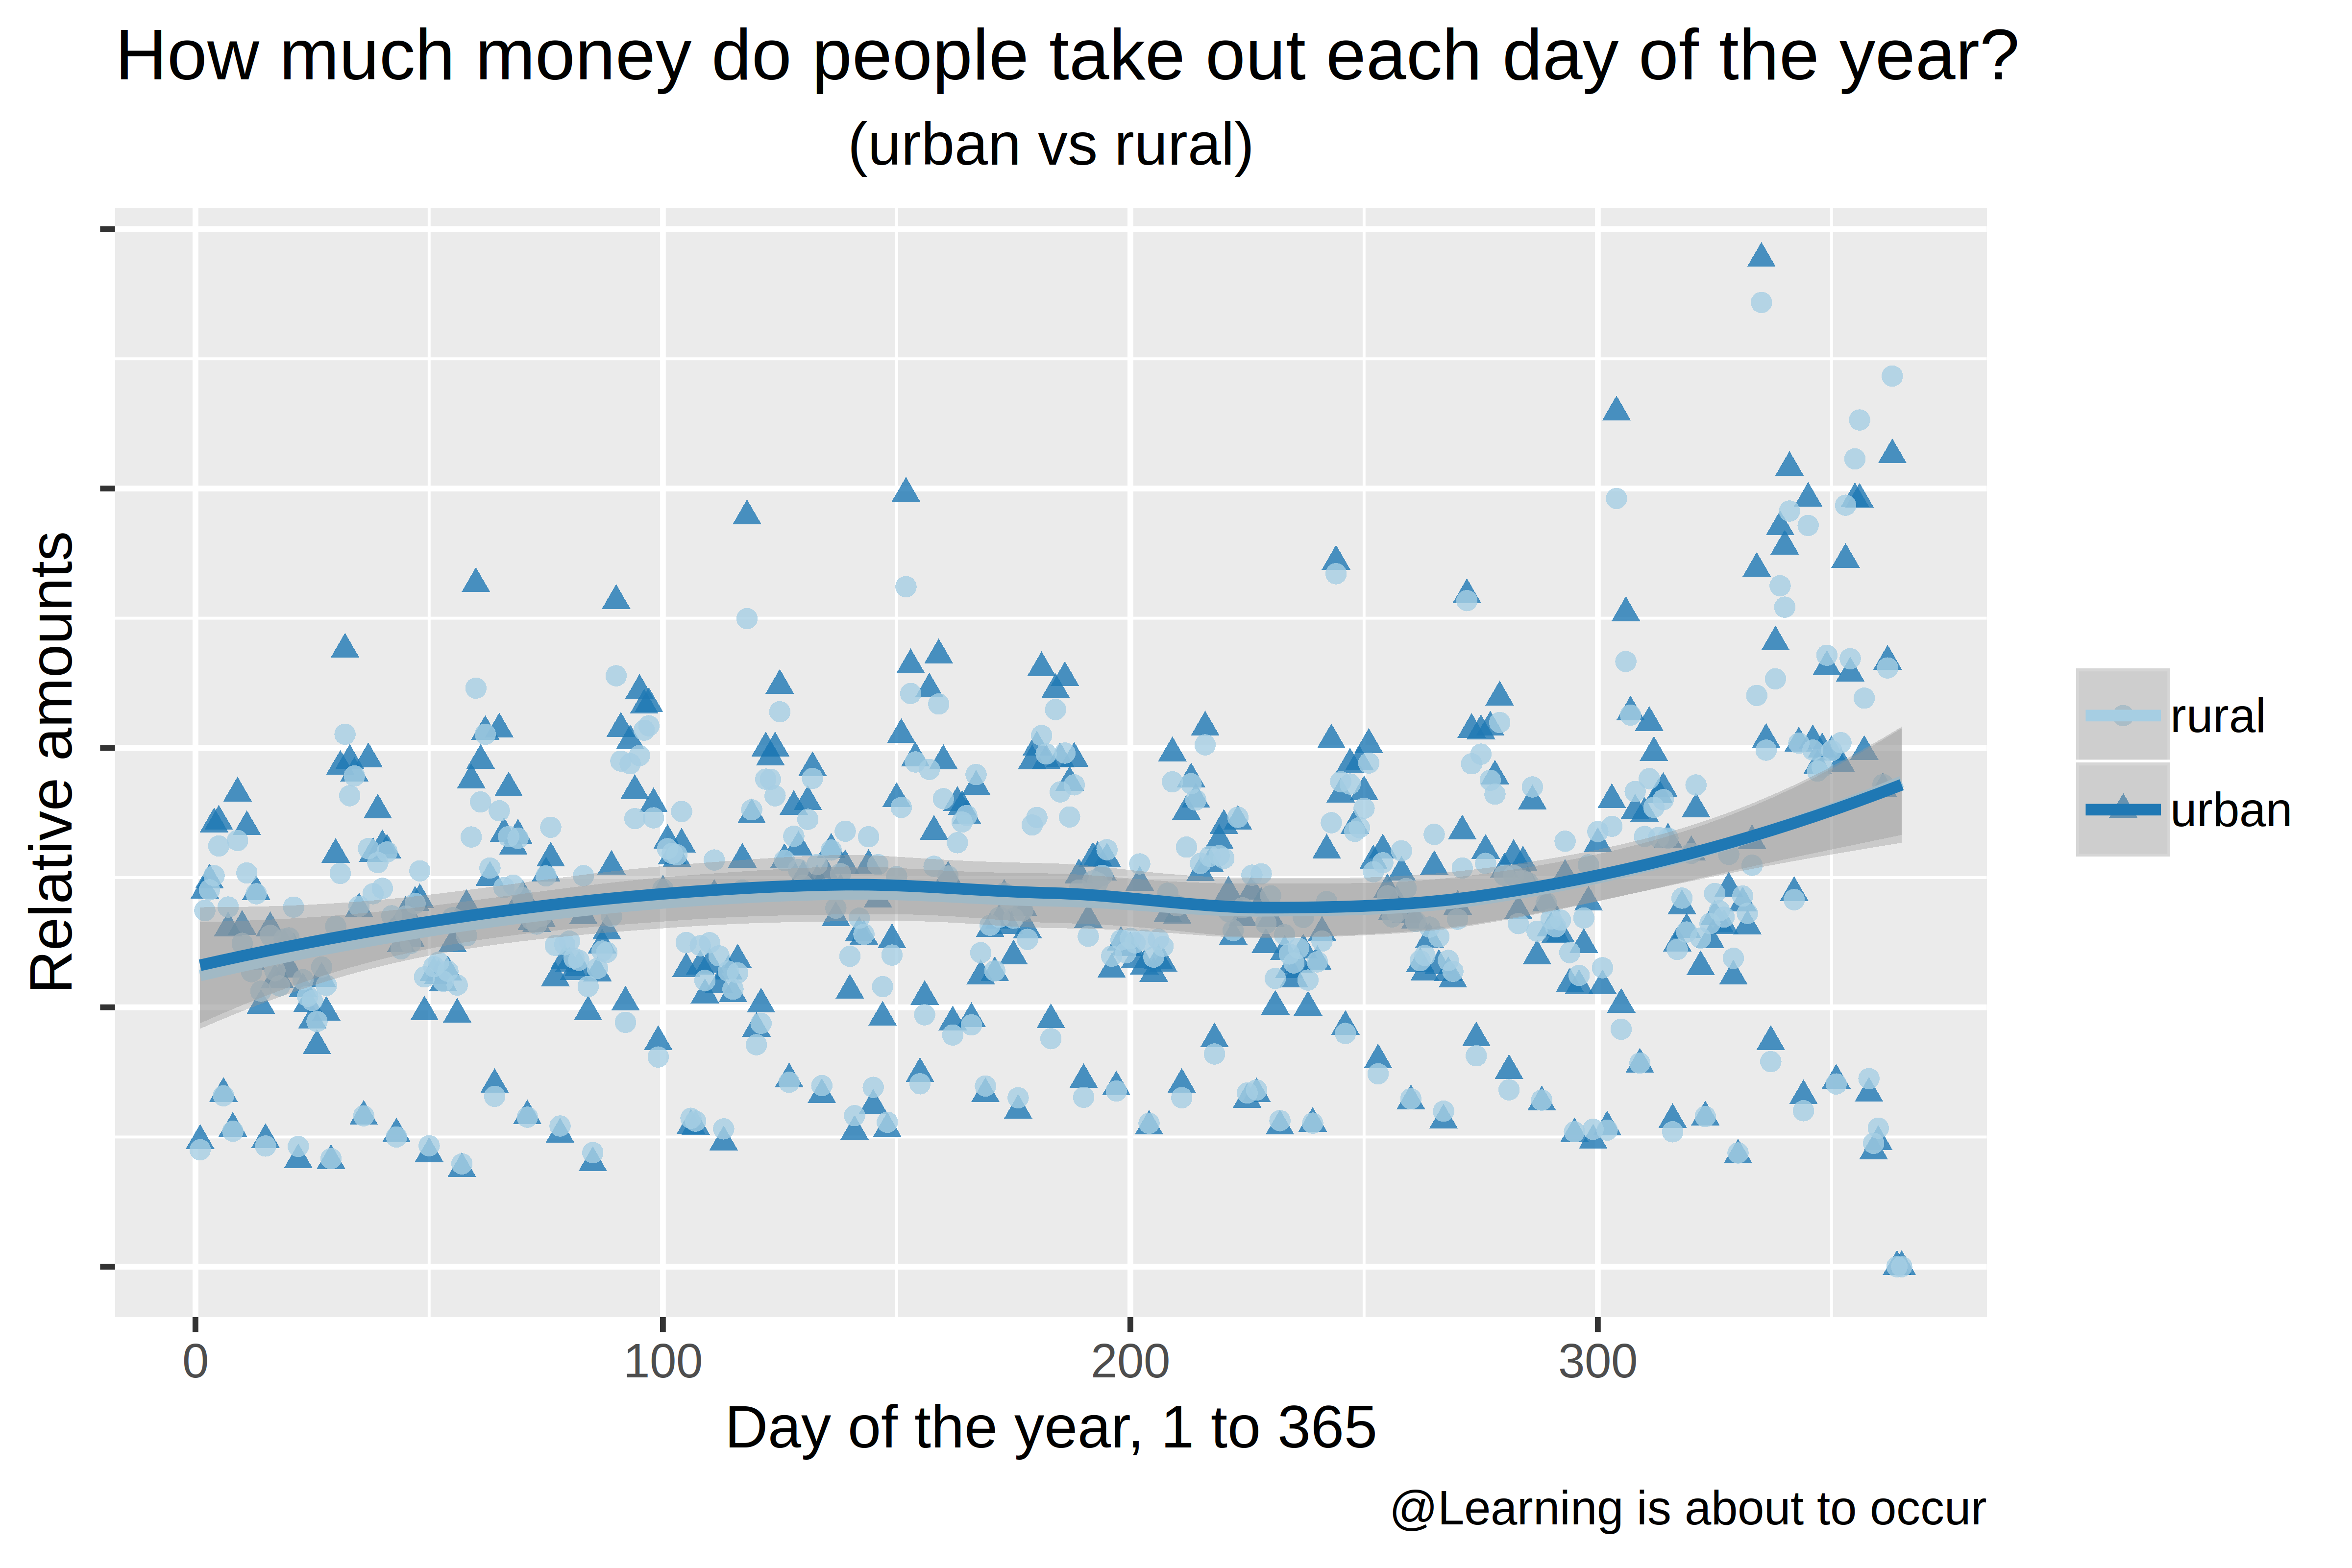 How much money do people take out each day of the year?
(urban vs rural)
Relative amounts
rural
urban
0 100 200 300
Day of the year, 1 to 365
@Learning is about to occur